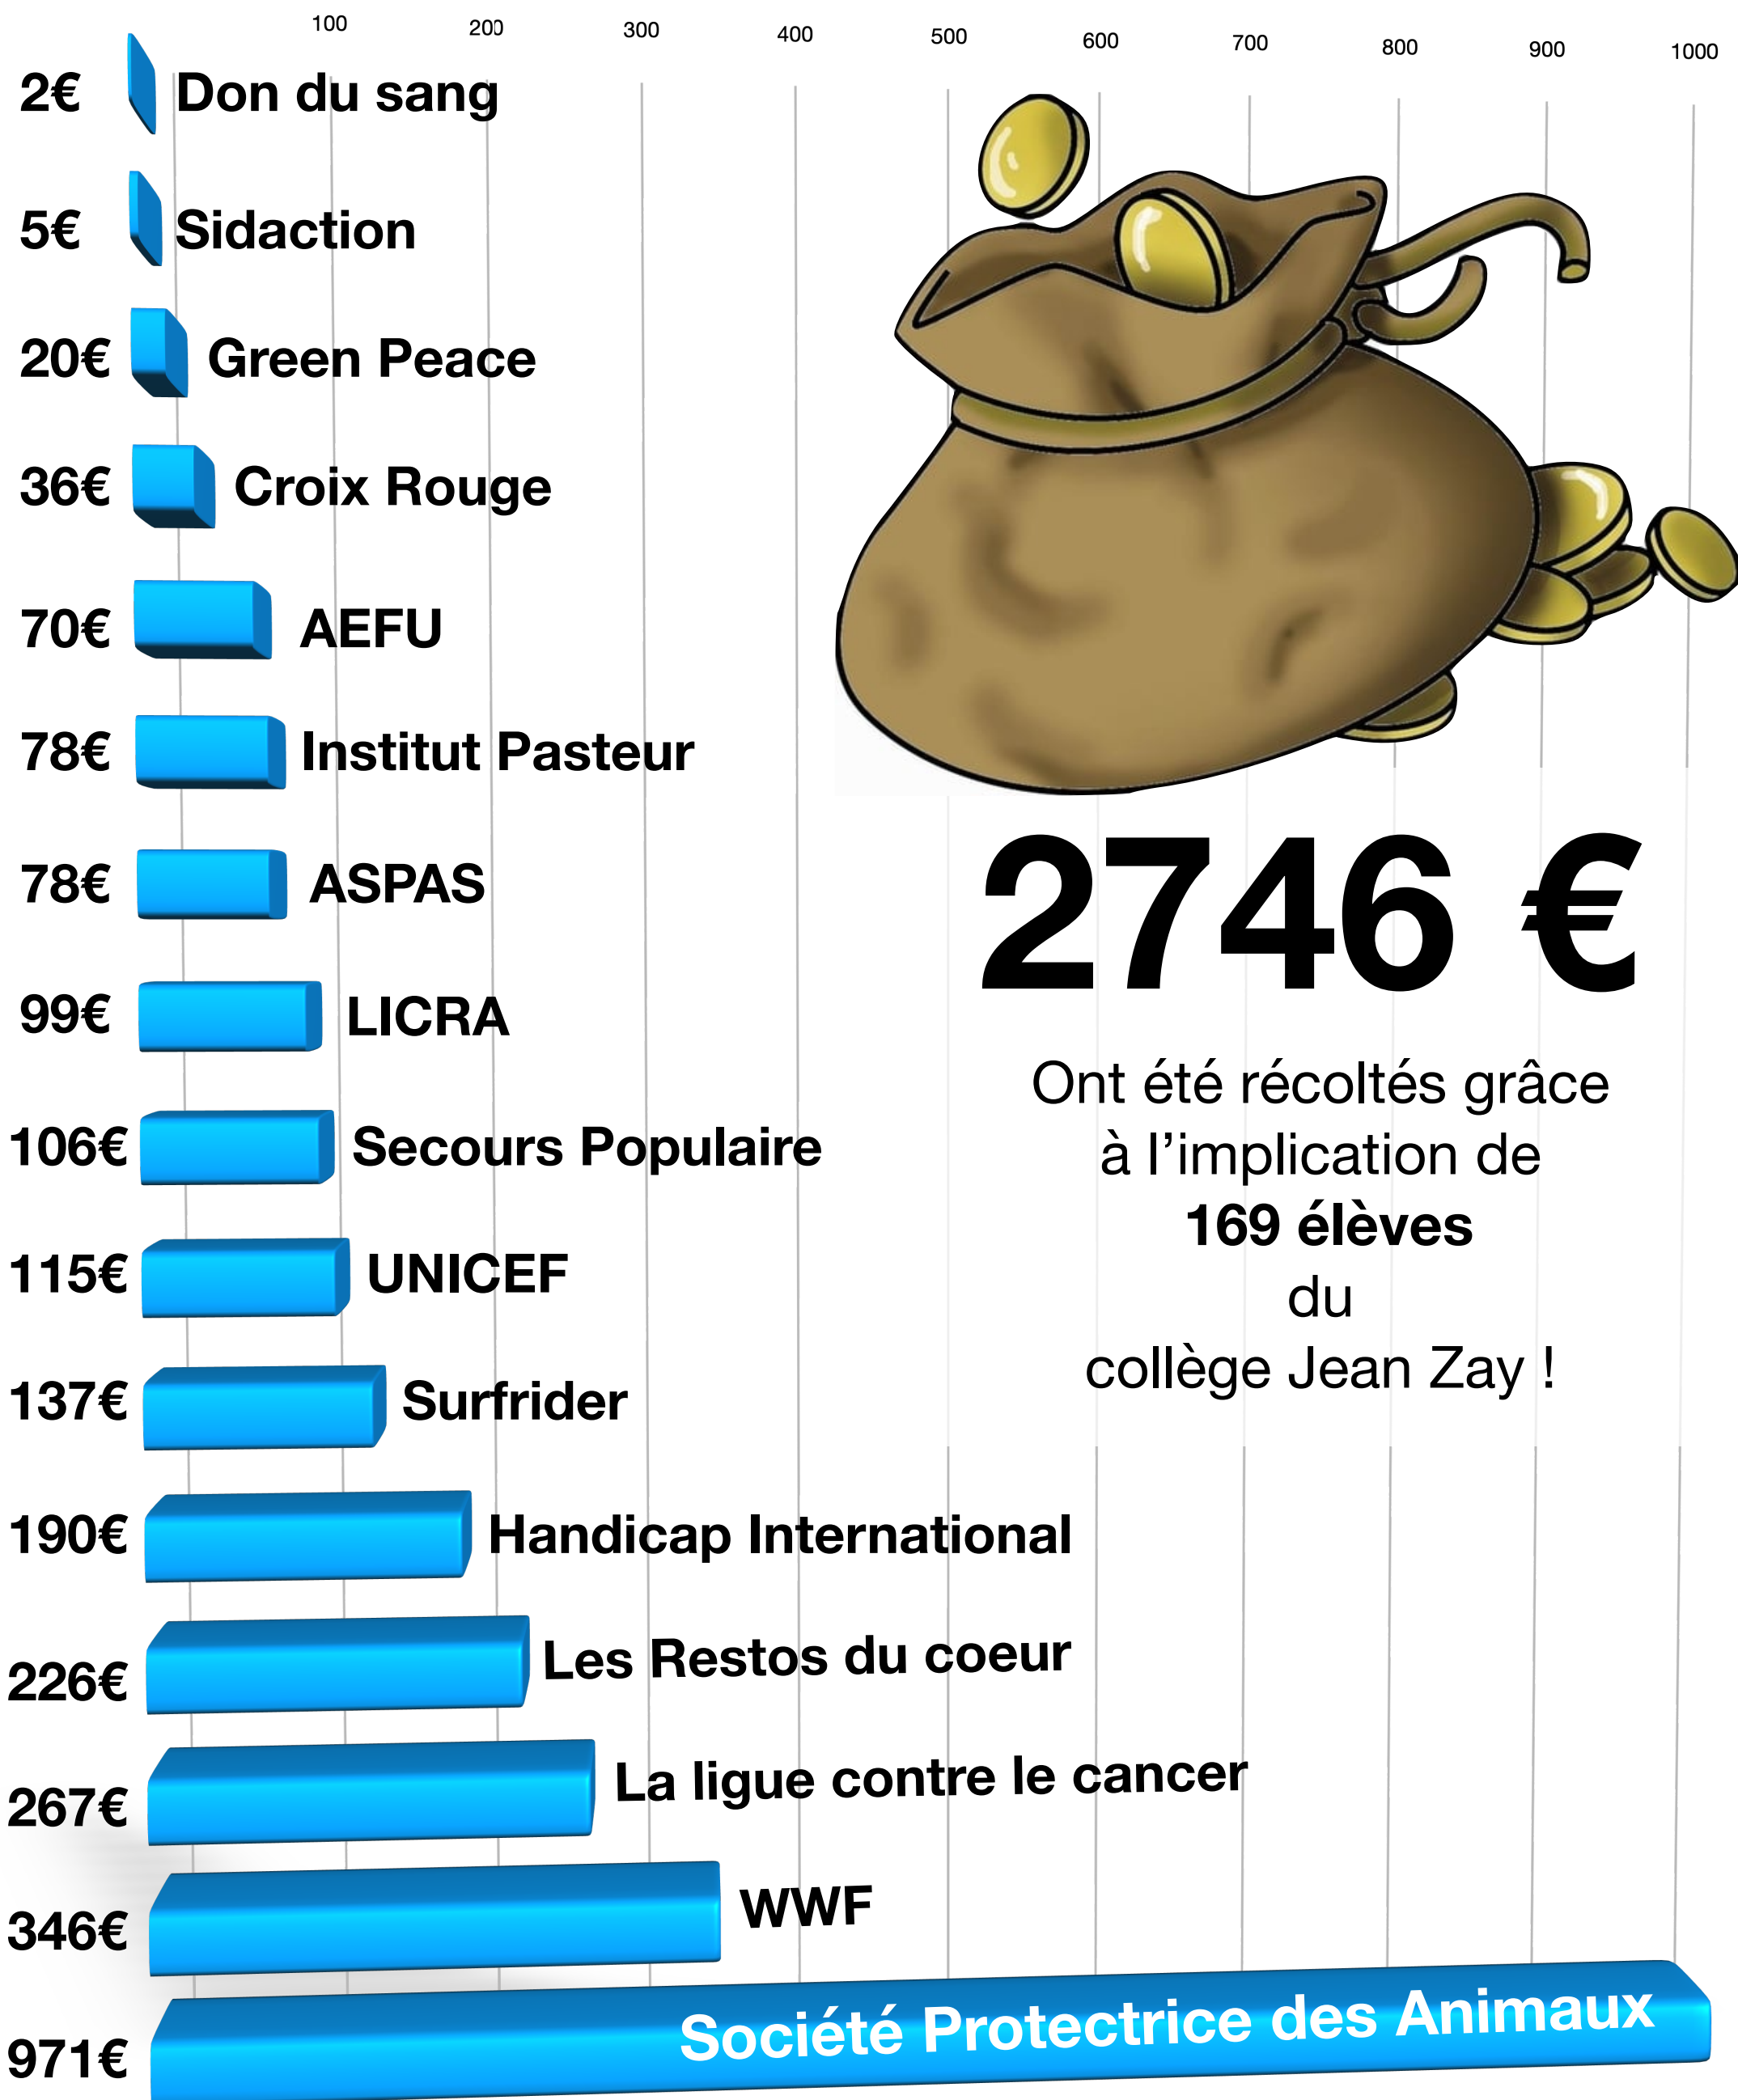 100 200 300 400 500 600 700 800 900 1000
2€ Don du sang
5€ Sidaction
20€ Green Peace
36€ Croix Rouge
70€ AEFU
78€ Institut Pasteur
78€ ASPAS
99€ LICRA
106€ Secours Populaire
115€ UNICEF
137€ Surfrider
190€ Handicap International
226€ Les Restos du coeur
267€ La ligue contre le cancer
346€ WWF
971€ Société Protectrice des Animaux
2746 €
Ont été récoltés grâce
à l’implication de
169 élèves
du
collège Jean Zay !